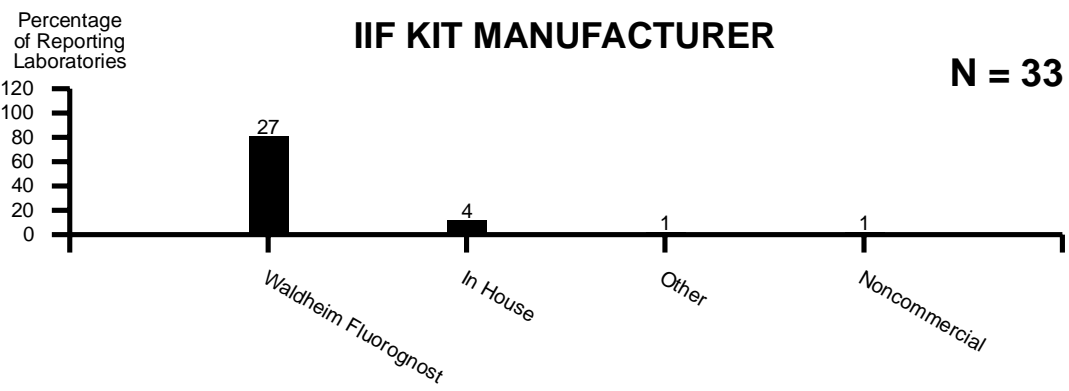 Percentage
of Reporting
Laboratories
IIF KIT MANUFACTURER
N = 33
120
100
80
60
40
20
0
27
4
1
1
Waldheim Fluorognost
In House
Other
Noncommercial